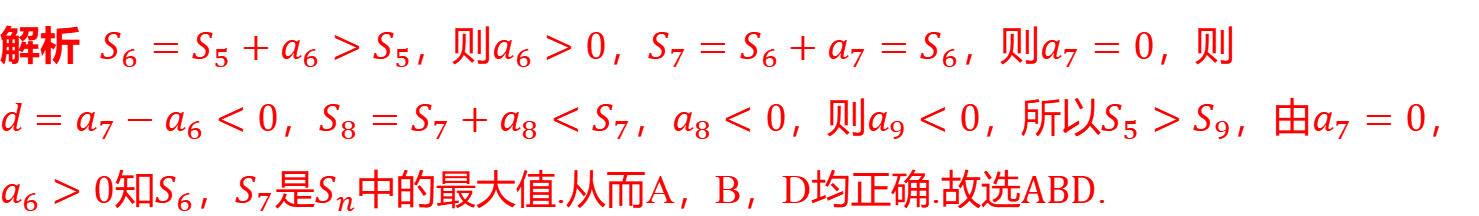 解析 S₆ = S₅ + a₆ > S₅，则a₆ > 0，S₇ = S₆ + a₇ = S₆，则a₇ = 0，则
d = a₇ − a₆ < 0，S₈ = S₇ + a₈ < S₇，a₈ < 0，则a₉ < 0，所以S₅ > S₉，由a₇ = 0，
a₆ > 0知S₆，S₇是Sₙ中的最大值.从而A，B，D均正确.故选ABD.